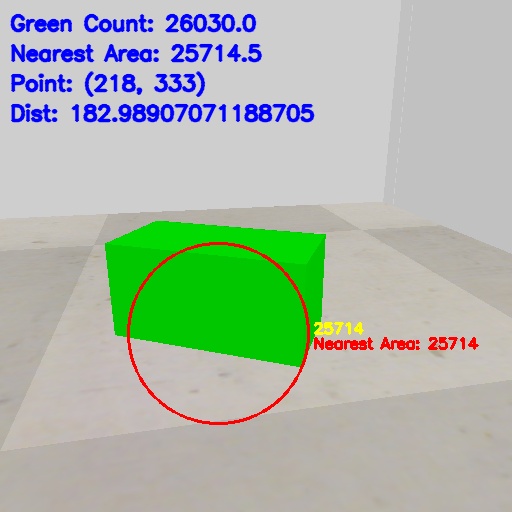 Green Count: 26030.0
Nearest Area: 25714.5
Point: (218, 333)
Dist: 182.98907071188705
25714
Nearest Area: 25714